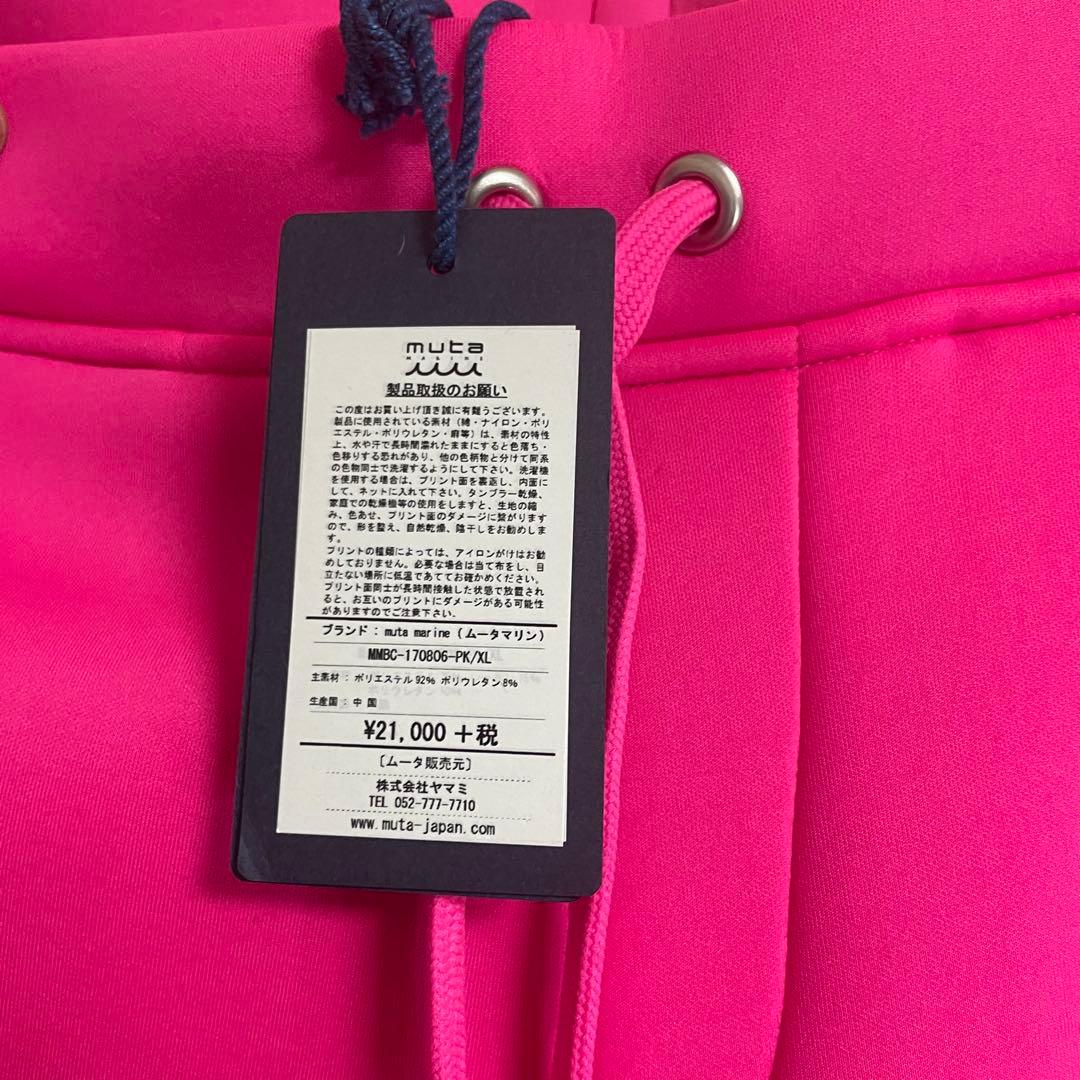 muta
MARINE
製品取扱のお願い
この度はお買い上げ頂き誠に有難うございます。
製品に使用されている素材（綿・ナイロン・ポリ
エステル・ポリウレタン・麻等）は、素材の特性
上、水や汗で長時間濡れたままにすると色落ち・
色移りする恐れがあり、他の色柄物と分けて同系
の色物同士で洗濯するようにして下さい。洗濯機
を使用する場合は、プリント面を裏返し、内面に
して、ネットに入れて下さい。タンブラー乾燥、
家庭での乾燥機等の使用をしますと、生地の縮
み、色あせ、プリント面のダメージに繋がります
ので、形を整え、自然乾燥、陰干しをお勧めしま
す。
プリントの種類によっては、アイロンがけはお勧
めしておりません。必要な場合は当て布をし、目
立たない場所に低温であててお確かめください。
プリント面同士が長時間接触した状態で放置され
ると、お互いのプリントにダメージがある可能性
がありますのでご注意下さい。
ブランド：muta marine（ムータマリン）
MMBC-170806-PK/XL
主素材：ポリエステル92% ポリウレタン8%
生産国：中国
¥21,000＋税
〔ムータ販売元〕
株式会社ヤマミ
TEL 052-777-7710
www.muta-japan.com